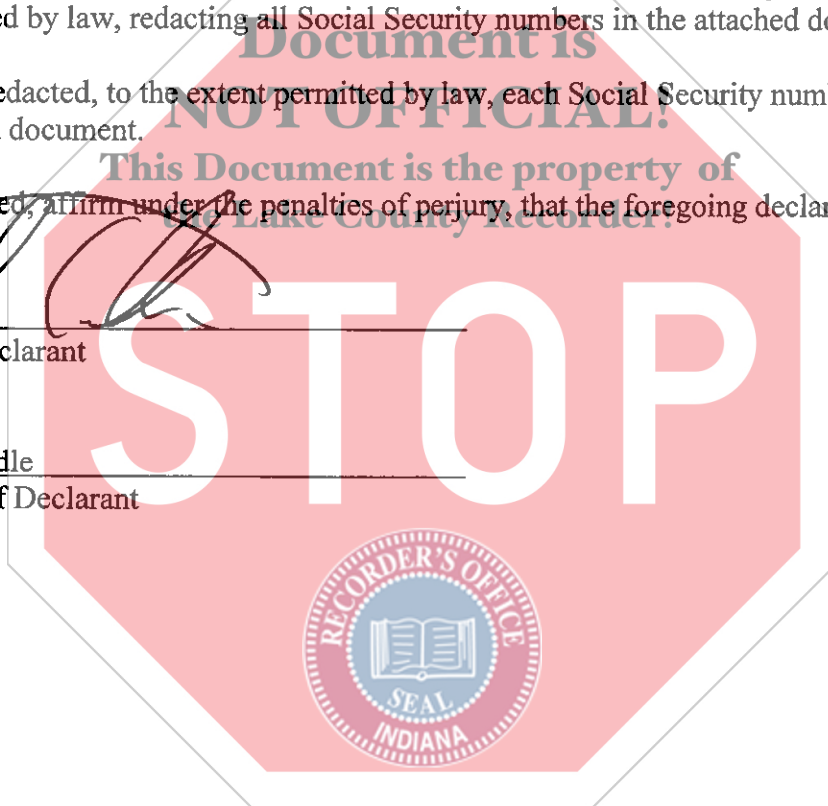 ed by law, redacting all Social Security numbers in the attached do
Document is
edacted, to the extent permitted by law, each Social Security num
NOT OFFICIAL!
document.
This Document is the property of
ed, affirm under the penalties of perjury, that the foregoing declar
the Lake County Recorder!
clarant
STOP
dle
f Declarant
RECORDER'S OFFICE
SEAL
INDIANA